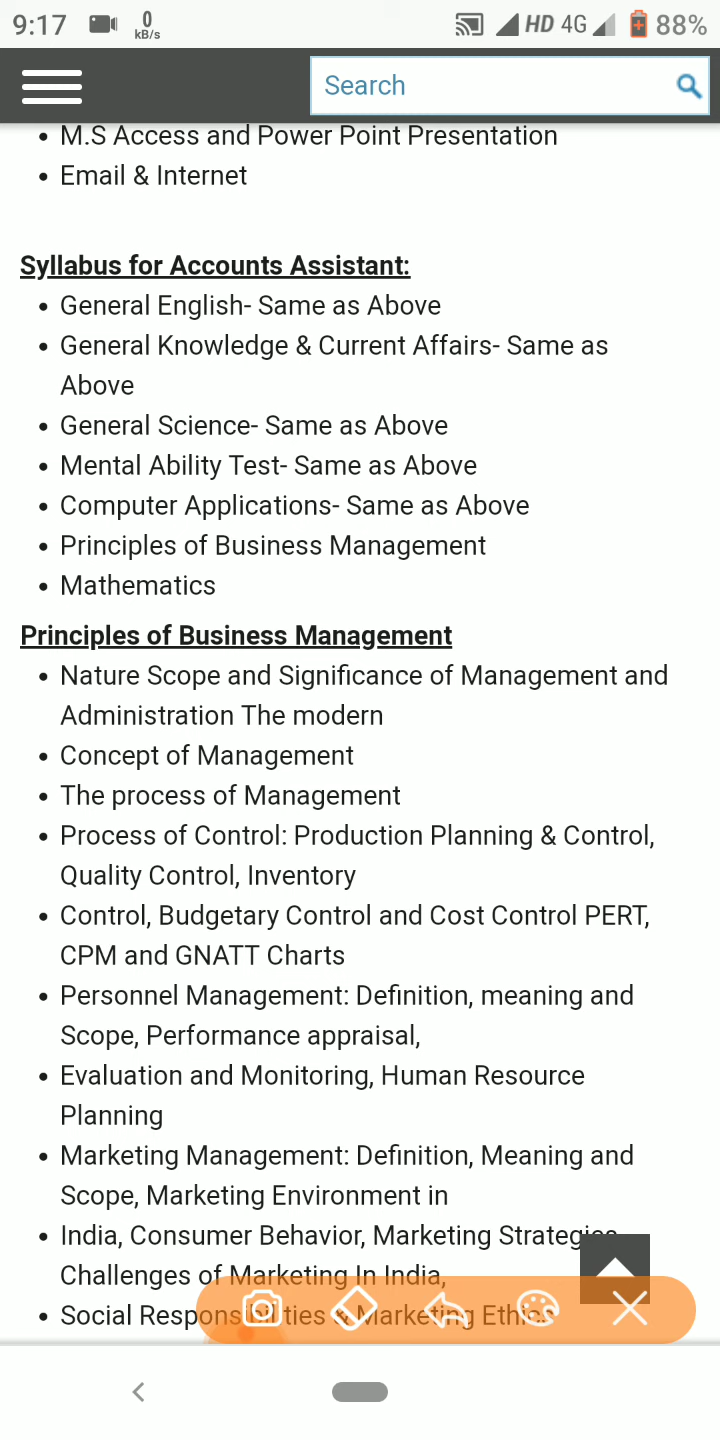 9:17 0 kB/s HD 4G 88%
Search
• M.S Access and Power Point Presentation
• Email & Internet
Syllabus for Accounts Assistant:
• General English- Same as Above
• General Knowledge & Current Affairs- Same as
Above
• General Science- Same as Above
• Mental Ability Test- Same as Above
• Computer Applications- Same as Above
• Principles of Business Management
• Mathematics
Principles of Business Management
• Nature Scope and Significance of Management and
Administration The modern
• Concept of Management
• The process of Management
• Process of Control: Production Planning & Control,
Quality Control, Inventory
• Control, Budgetary Control and Cost Control PERT,
CPM and GNATT Charts
• Personnel Management: Definition, meaning and
Scope, Performance appraisal,
• Evaluation and Monitoring, Human Resource
Planning
• Marketing Management: Definition, Meaning and
Scope, Marketing Environment in
• India, Consumer Behavior, Marketing Strategies
Challenges of Marketing In India,
• Social Responsibilities & Marketing Ethics